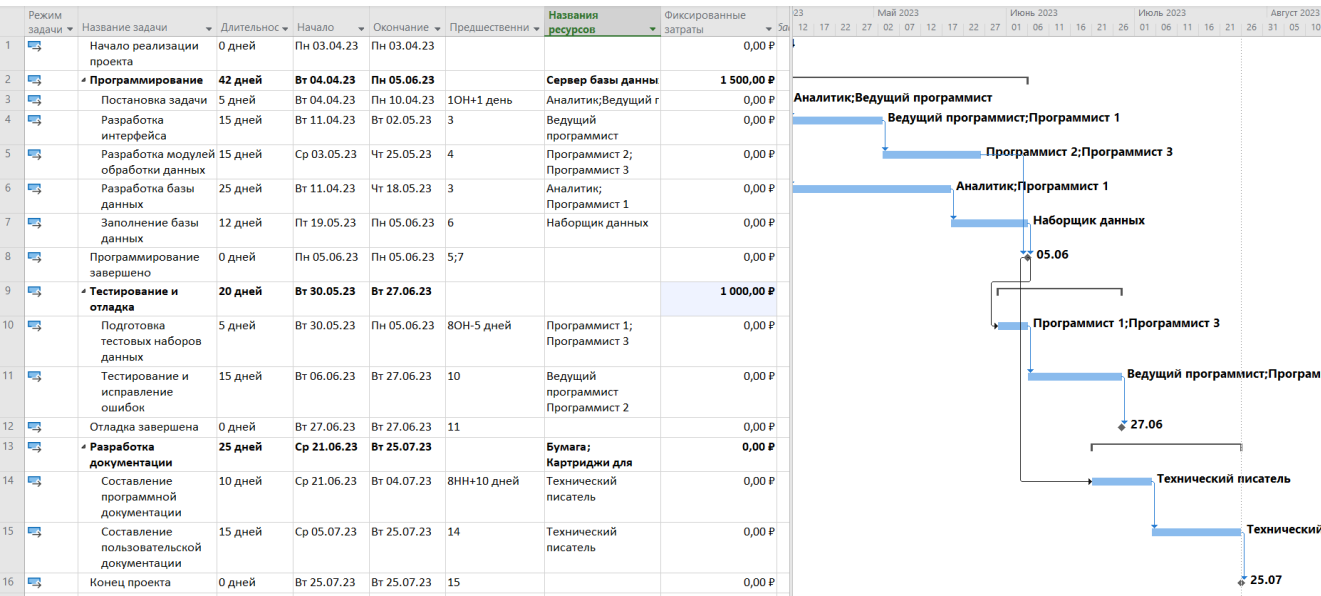 Режим задачи Название задачи Длительнос Начало Окончание Предшественни Названия ресурсов Фиксированные затраты
23 Май 2023 Июнь 2023 Июль 2023 Август 2023
12 17 22 27 02 07 12 17 22 27 01 06 11 16 21 26 01 06 11 16 21 26 31 05 10
1 Начало реализации проекта 0 дней Пн 03.04.23 Пн 03.04.23 0,00 ₽
2 Программирование 42 дней Вт 04.04.23 Пн 05.06.23 Сервер базы данны 1 500,00 ₽
3 Постановка задачи 5 дней Вт 04.04.23 Пн 10.04.23 1ОН+1 день Аналитик;Ведущий г 0,00 ₽
Аналитик;Ведущий программист
4 Разработка интерфейса 15 дней Вт 11.04.23 Вт 02.05.23 3 Ведущий программист 0,00 ₽
Ведущий программист;Программист 1
5 Разработка модулей обработки данных 15 дней Ср 03.05.23 Чт 25.05.23 4 Программист 2; Программист 3 0,00 ₽
Программист 2;Программист 3
6 Разработка базы данных 25 дней Вт 11.04.23 Чт 18.05.23 3 Аналитик; Программист 1 0,00 ₽
Аналитик;Программист 1
7 Заполнение базы данных 12 дней Пт 19.05.23 Пн 05.06.23 6 Наборщик данных 0,00 ₽
Наборщик данных
8 Программирование завершено 0 дней Пн 05.06.23 Пн 05.06.23 5;7 0,00 ₽
05.06
9 Тестирование и отладка 20 дней Вт 30.05.23 Вт 27.06.23 1 000,00 ₽
10 Подготовка тестовых наборов данных 5 дней Вт 30.05.23 Пн 05.06.23 8ОН-5 дней Программист 1; Программист 3 0,00 ₽
Программист 1;Программист 3
11 Тестирование и исправление ошибок 15 дней Вт 06.06.23 Вт 27.06.23 10 Ведущий программист Программист 2 0,00 ₽
Ведущий программист;Програм
12 Отладка завершена 0 дней Вт 27.06.23 Вт 27.06.23 11 0,00 ₽
27.06
13 Разработка документации 25 дней Ср 21.06.23 Вт 25.07.23 Бумага; Картриджи для 0,00 ₽
14 Составление программной документации 10 дней Ср 21.06.23 Вт 04.07.23 8НН+10 дней Технический писатель 0,00 ₽
Технический писатель
15 Составление пользовательской документации 15 дней Ср 05.07.23 Вт 25.07.23 14 Технический писатель 0,00 ₽
Технический
16 Конец проекта 0 дней Вт 25.07.23 Вт 25.07.23 15 0,00 ₽
25.07